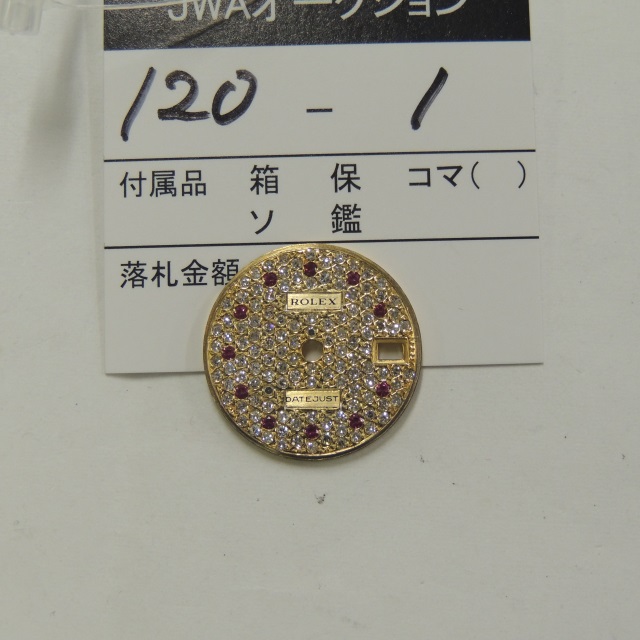 JWAオークション
120 - 1
付属品 箱 保 コマ( )
ソ 鑑
落札金額
ROLEX
DATEJUST